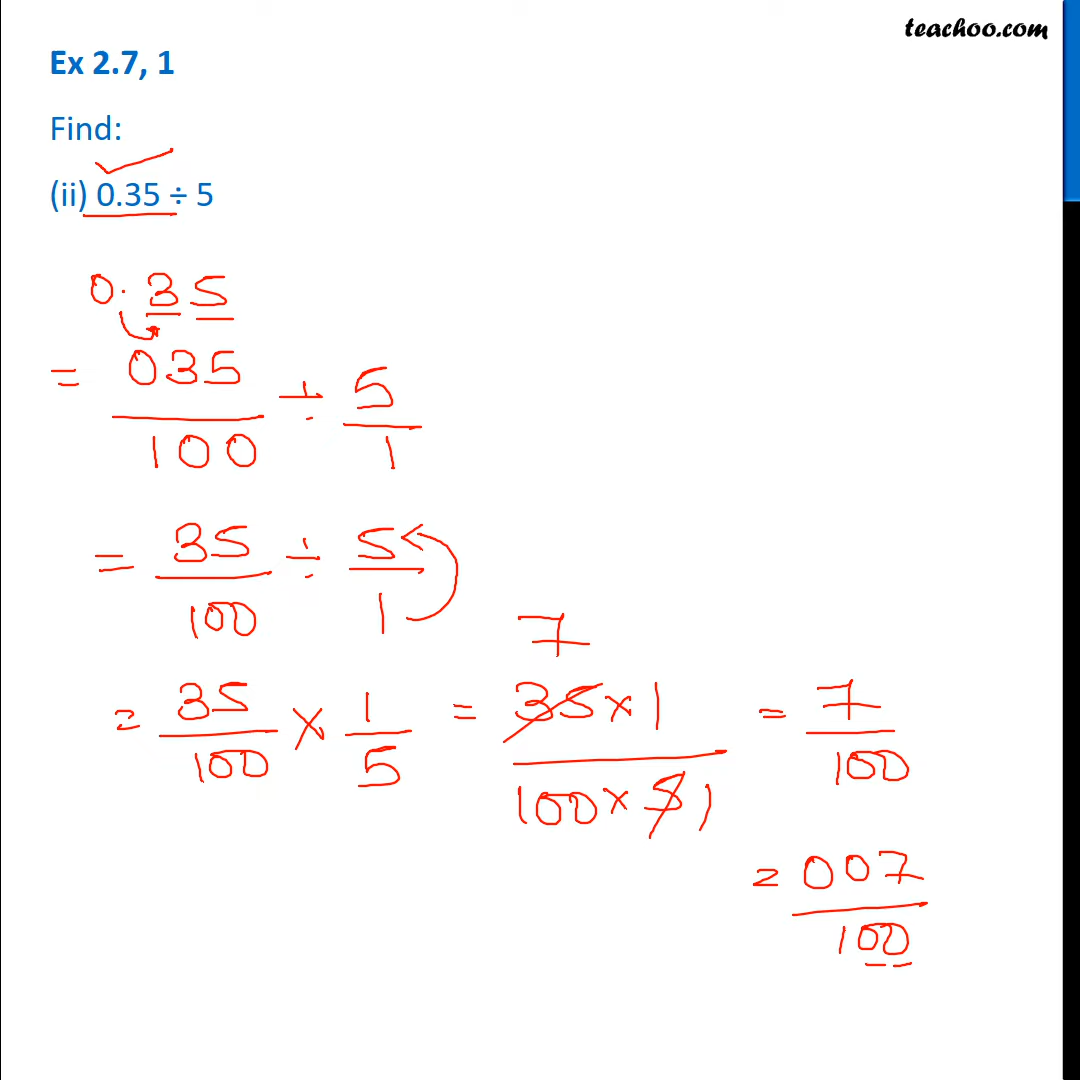 teachoo.com
Ex 2.7, 1
Find:
(ii) 0.35 ÷ 5
0.35
= 035/100 ÷ 5/1
= 35/100 ÷ 5/1
7
= 35/100 × 1/5 = 35×1/100×5 1 = 7/100
= 007/100